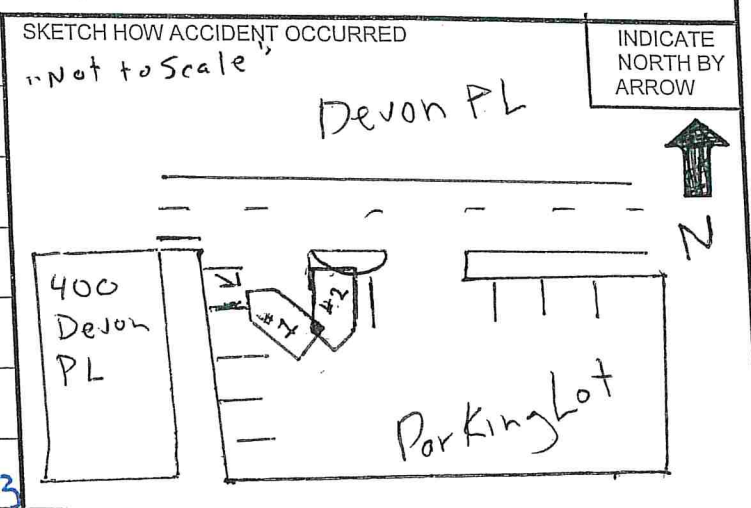 SKETCH HOW ACCIDENT OCCURRED
"Not to Scale"
INDICATE
NORTH BY
ARROW
Devon PL
N
400
Devon
PL
#1
#2
Parking Lot
3